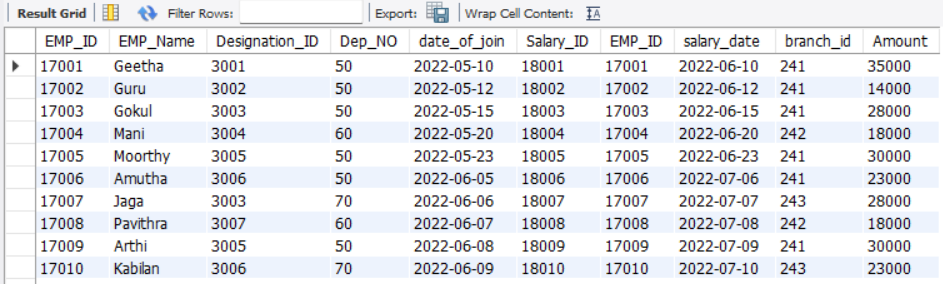 Result Grid Filter Rows: Export: Wrap Cell Content: IA
EMP_ID EMP_Name Designation_ID Dep_NO date_of_join Salary_ID EMP_ID salary_date branch_id Amount
17001 Geetha 3001 50 2022-05-10 18001 17001 2022-06-10 241 35000
17002 Guru 3002 50 2022-05-12 18002 17002 2022-06-12 241 14000
17003 Gokul 3003 50 2022-05-15 18003 17003 2022-06-15 241 28000
17004 Mani 3004 60 2022-05-20 18004 17004 2022-06-20 242 18000
17005 Moorthy 3005 50 2022-05-23 18005 17005 2022-06-23 241 30000
17006 Amutha 3006 50 2022-06-05 18006 17006 2022-07-06 241 23000
17007 Jaga 3003 70 2022-06-06 18007 17007 2022-07-07 243 28000
17008 Pavithra 3007 60 2022-06-07 18008 17008 2022-07-08 242 18000
17009 Arthi 3005 50 2022-06-08 18009 17009 2022-07-09 241 30000
17010 Kabilan 3006 70 2022-06-09 18010 17010 2022-07-10 243 23000